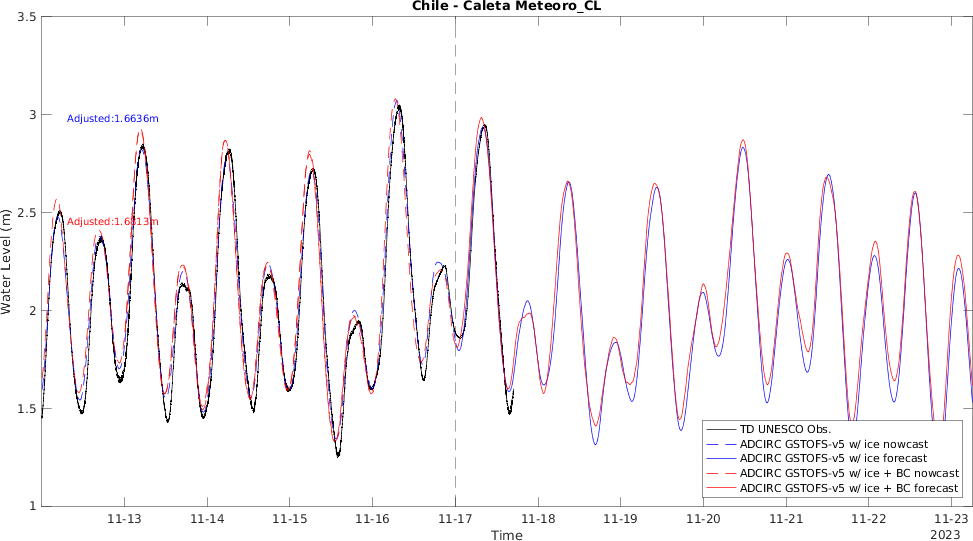 Chile - Caleta Meteoro_CL
3.5
3
2.5
2
1.5
1
Water Level (m)
Adjusted:1.6636m
11-13
11-14
11-15
11-16
11-17
11-18
11-19
11-20
11-21
11-22
11-23
2023
Time
TD UNESCO Obs.
ADCIRC GSTOFS-v5 w/ ice nowcast
ADCIRC GSTOFS-v5 w/ ice forecast
ADCIRC GSTOFS-v5 w/ ice + BC nowcast
ADCIRC GSTOFS-v5 w/ ice + BC forecast